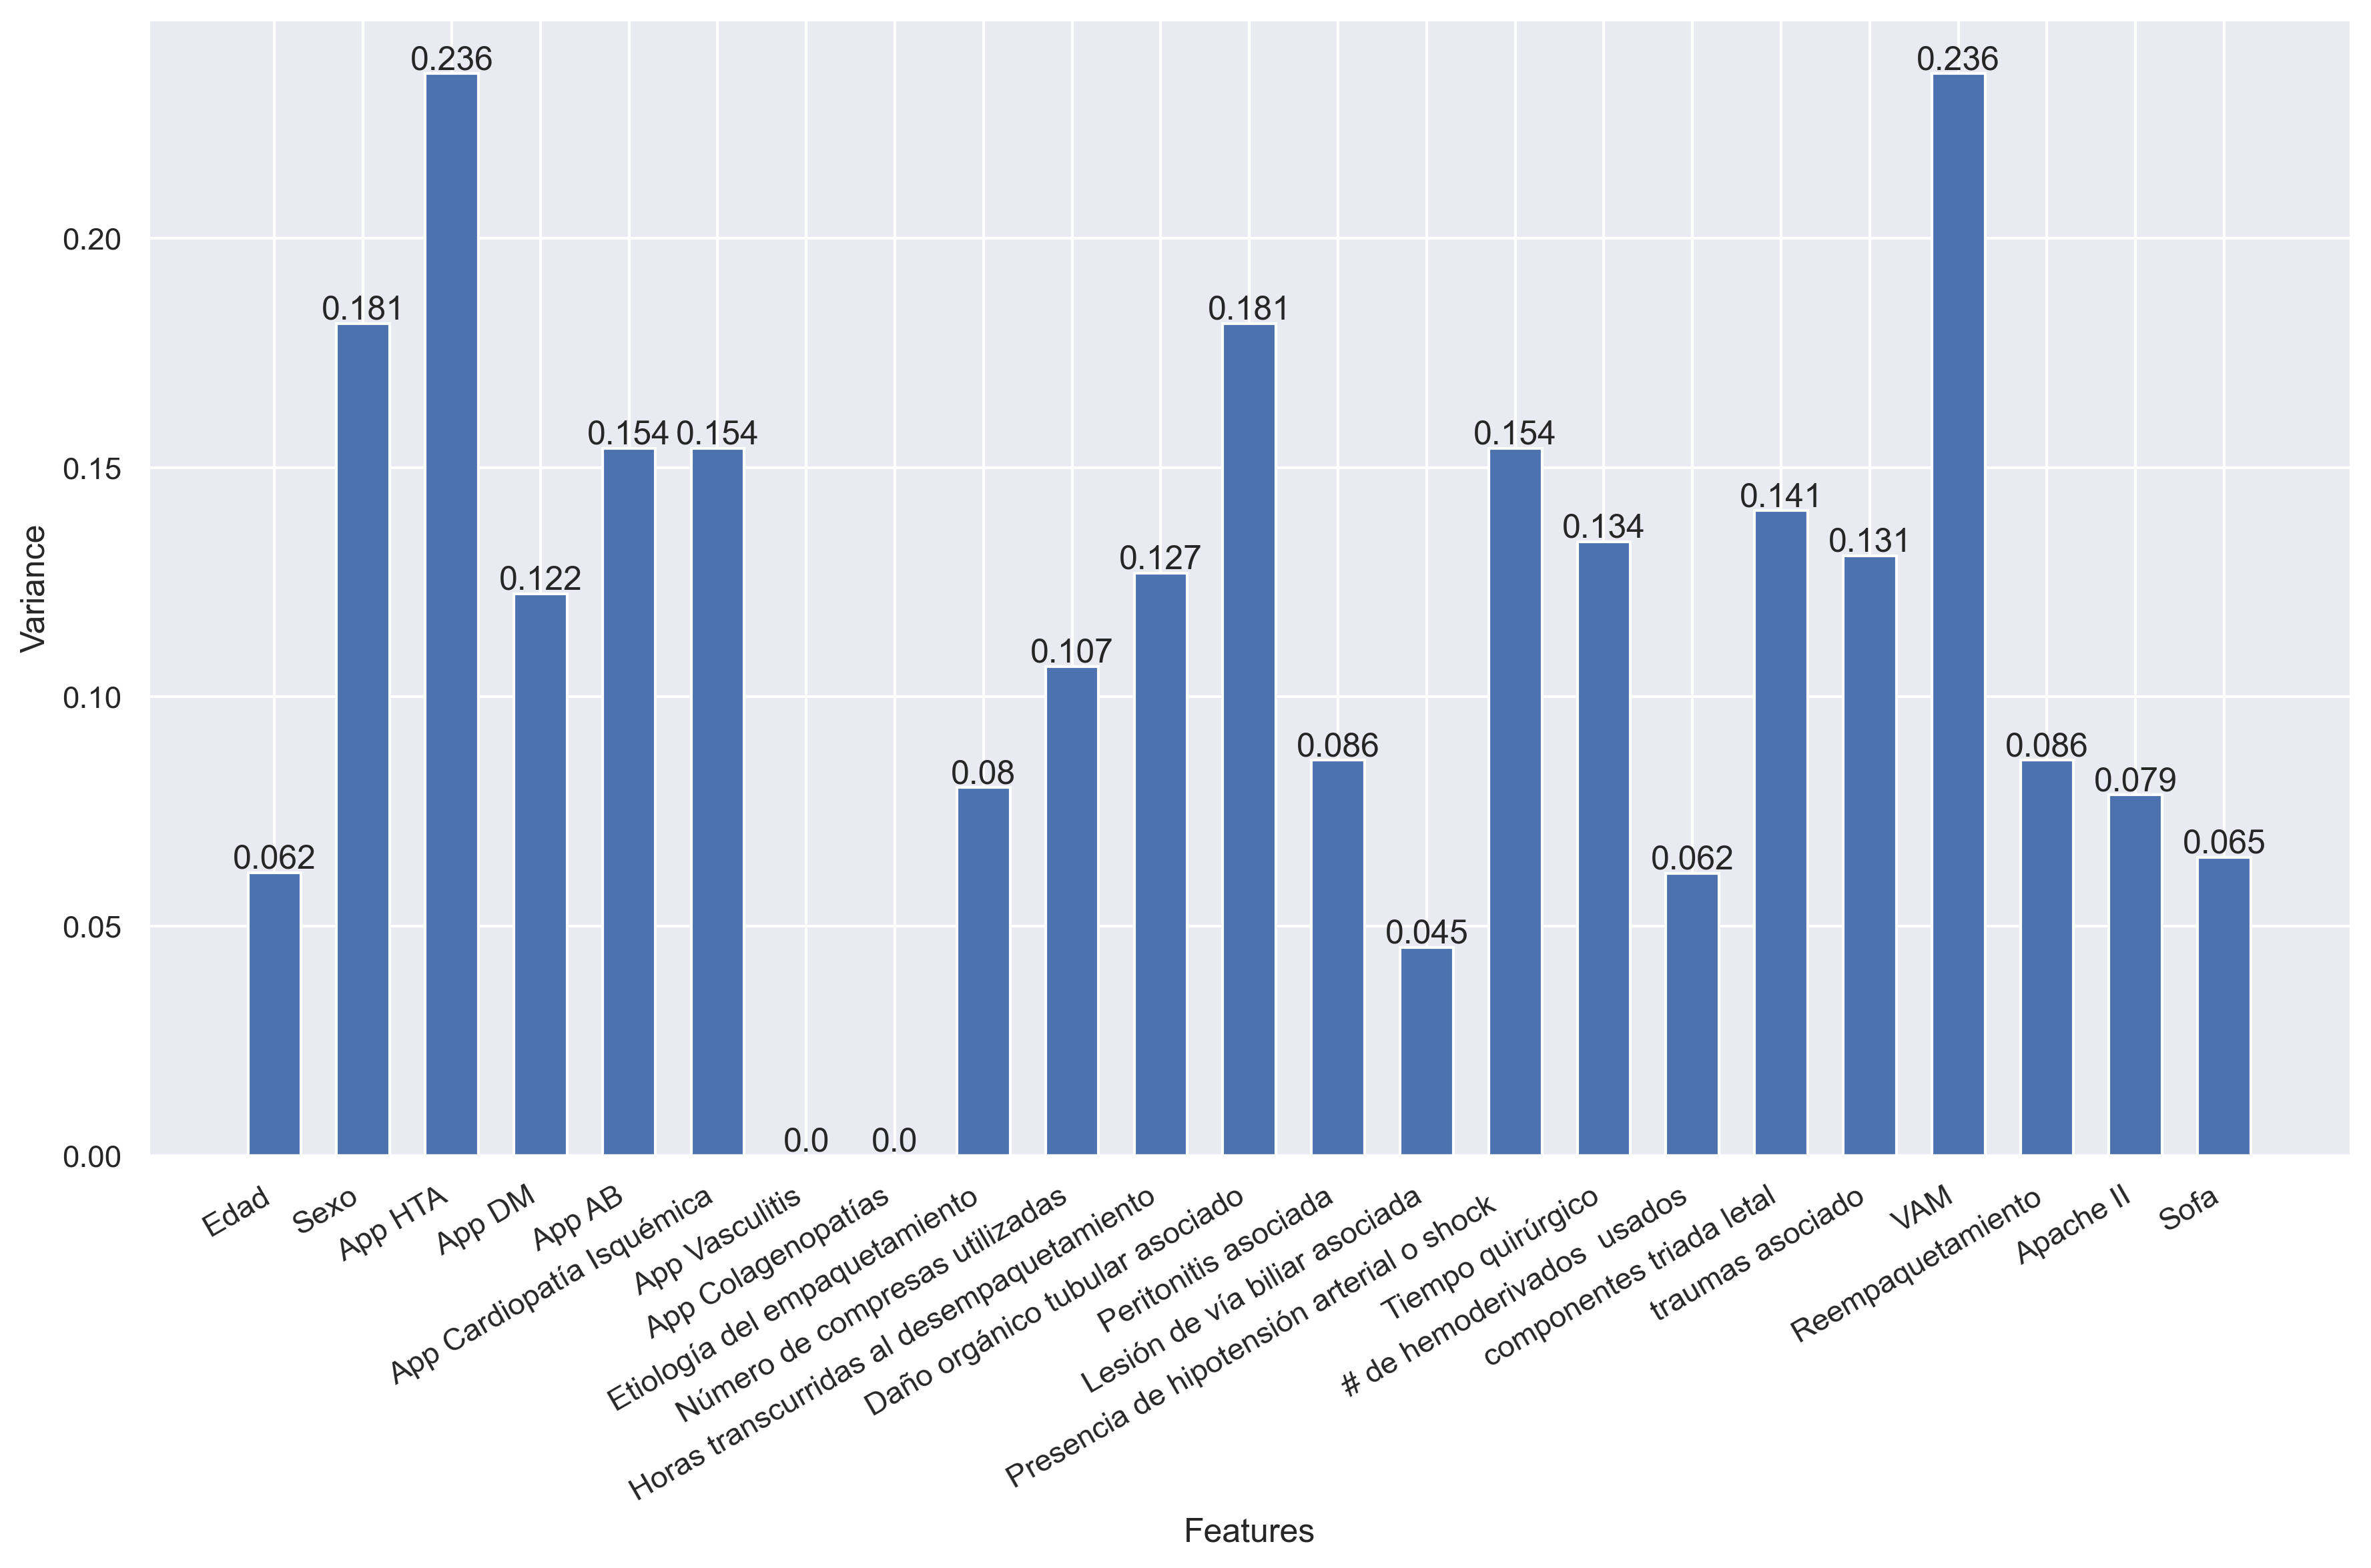 0.236
0.236
0.20
0.181
0.181
0.154
0.154
0.154
0.15
0.141
0.134
0.131
0.127
0.122
0.107
0.10
0.086
0.086
0.08
0.079
0.062
0.062
0.065
0.05
0.045
0.0
0.0
0.00
Variance
Edad
Sexo
App HTA
App DM
App AB
App Cardiopatía Isquémica
App Vasculitis
App Colagenopatías
Etiología del empaquetamiento
Número de compresas utilizadas
Horas transcurridas al desempaquetamiento
Daño orgánico tubular asociado
Peritonitis asociada
Lesión de vía biliar asociada
Presencia de hipotensión arterial o shock
Tiempo quirúrgico
# de hemoderivados  usados
componentes triada letal
traumas asociado
VAM
Reempaquetamiento
Apache II
Sofa
Features